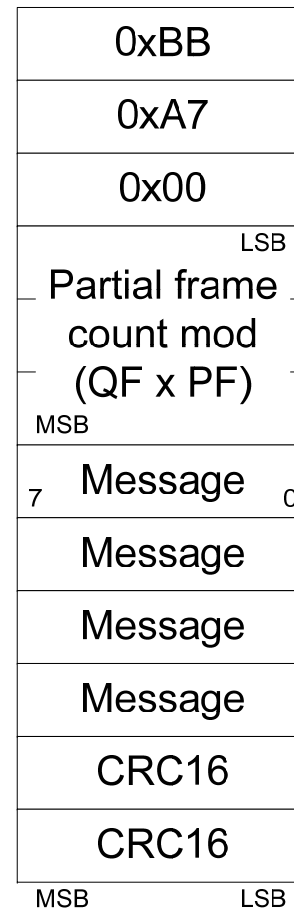 0xBB
0xA7
0x00
LSB
Partial frame
count mod
(QF x PF)
MSB
7 Message 0
Message
Message
Message
CRC16
CRC16
MSB LSB